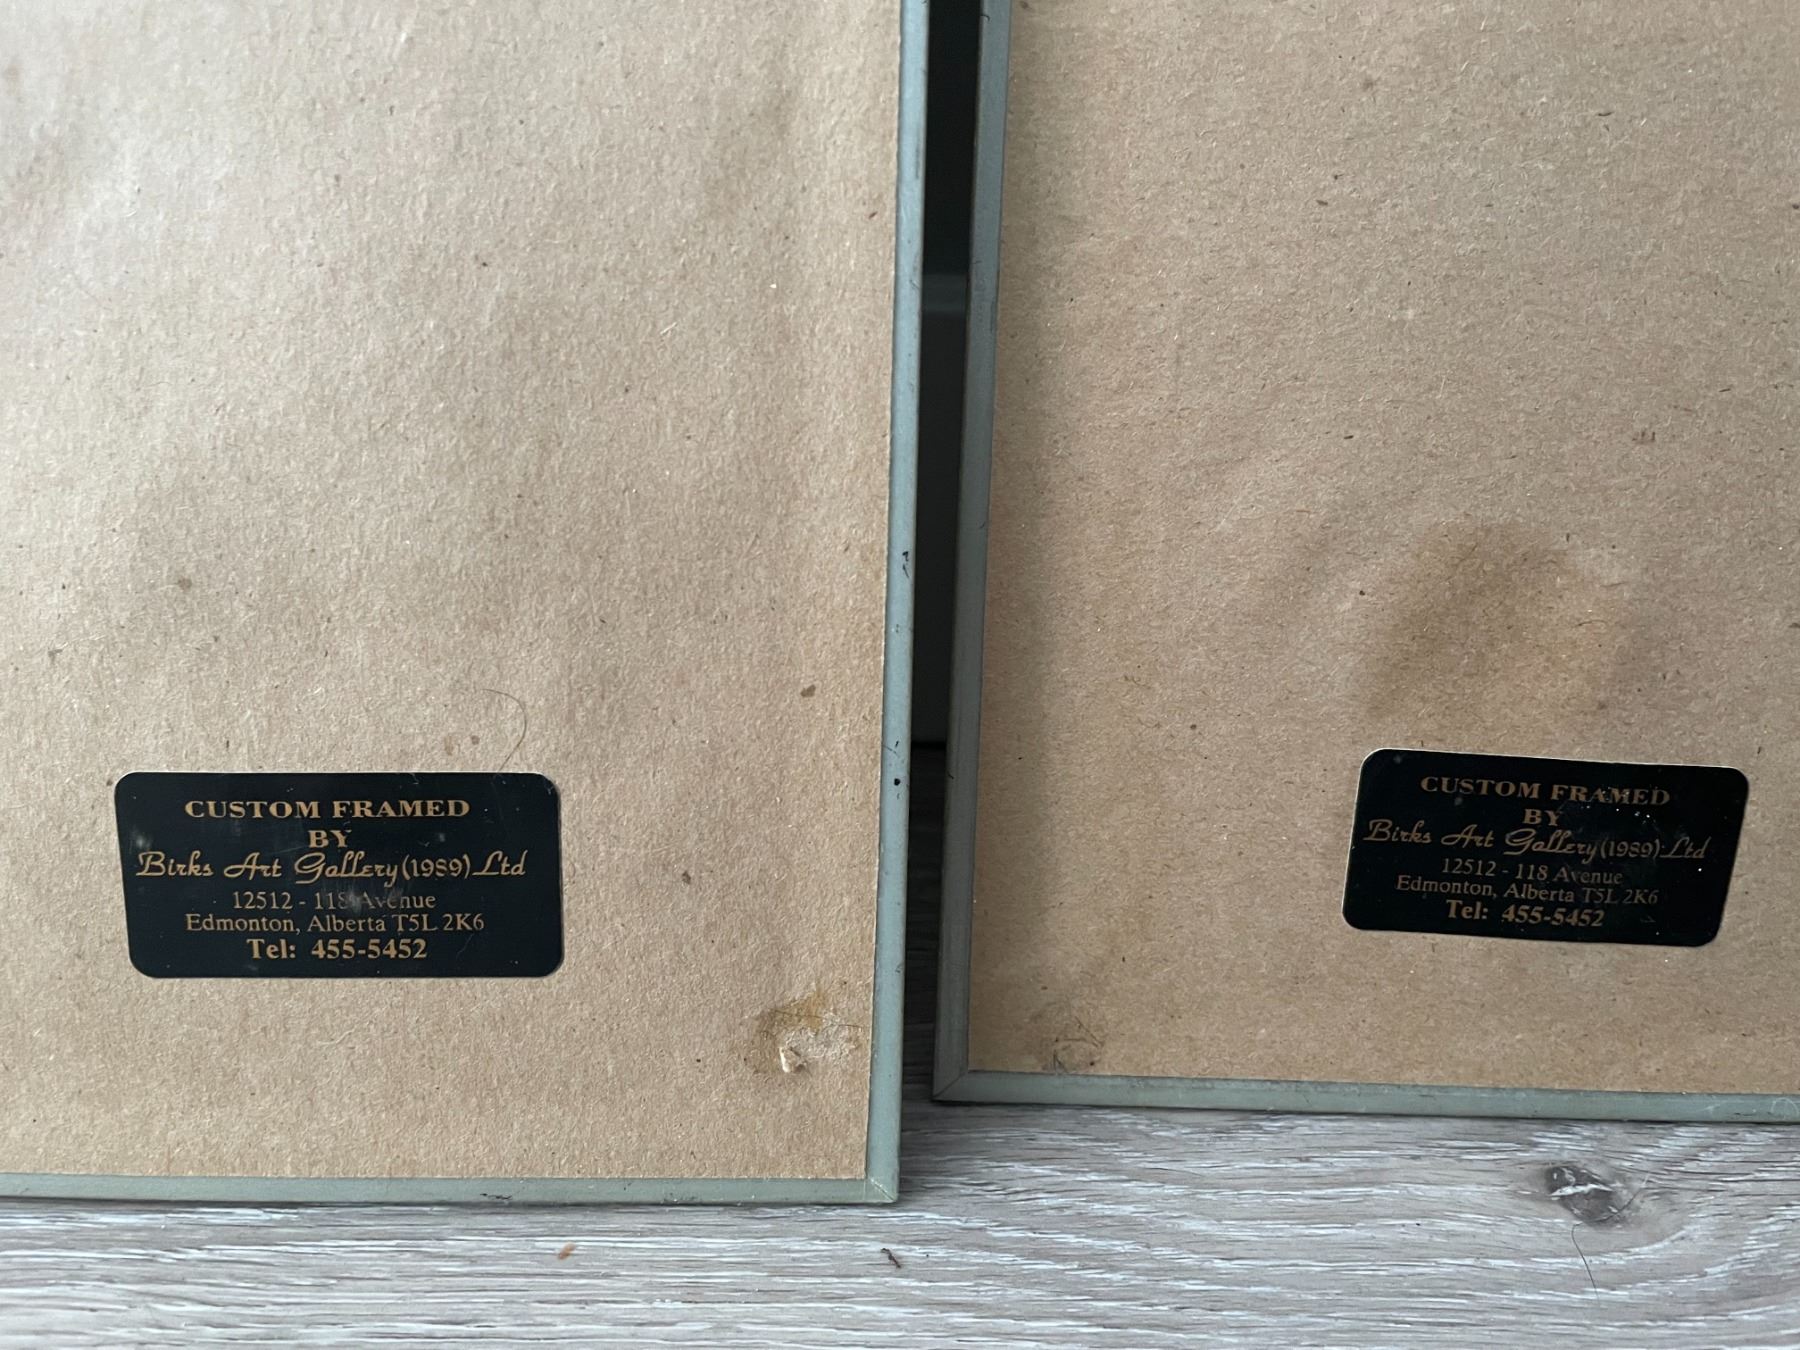 CUSTOM FRAMED
BY
Birks Art Gallery (1989) Ltd
12512 - 118 Avenue
Edmonton, Alberta T5L 2K6
Tel: 455-5452
CUSTOM FRAMED
BY
Birks Art Gallery (1989) Ltd
12512 - 118 Avenue
Edmonton, Alberta T5L 2K6
Tel: 455-5452